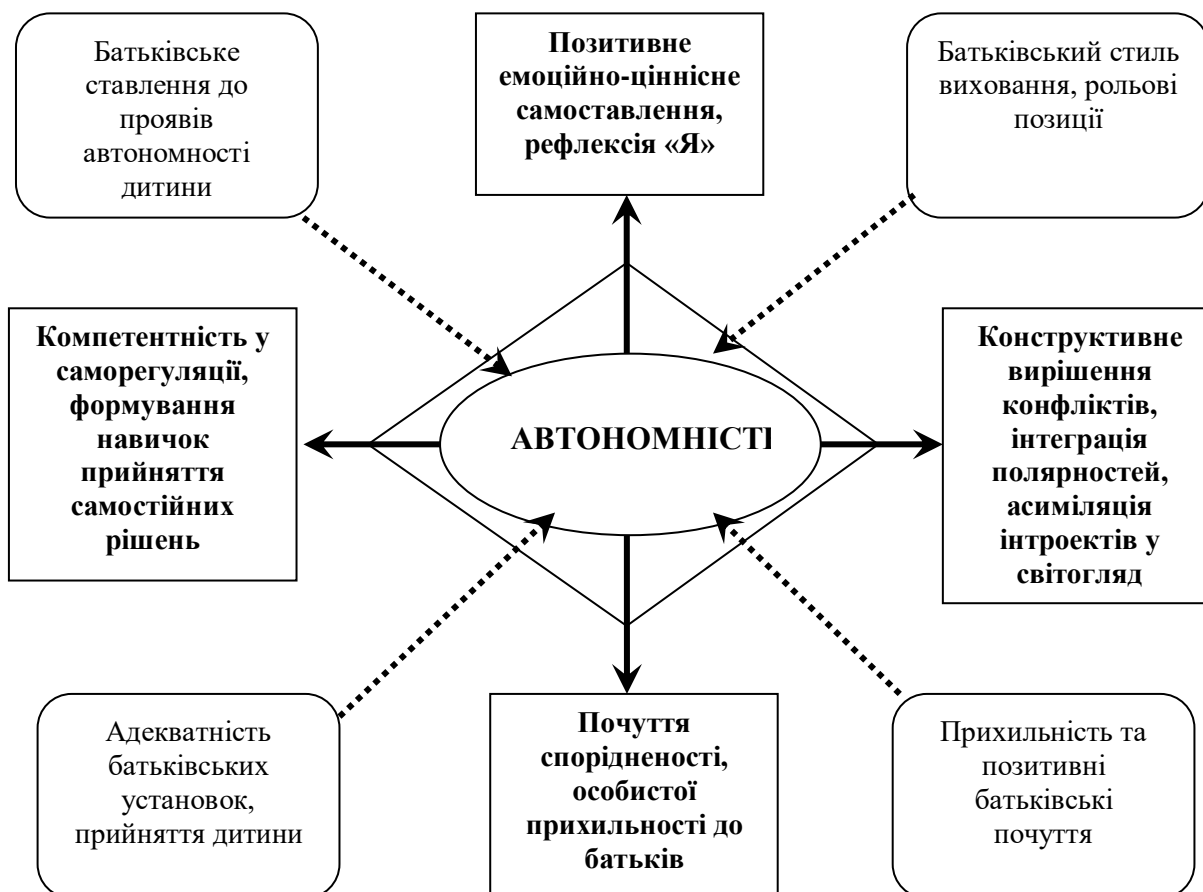 Батьківське
ставлення до
проявів
автономності
дитини
Позитивне
емоційно-ціннісне
самоставлення,
рефлексія «Я»
Батьківський стиль
виховання, рольові
позиції
Компетентність у
саморегуляції,
формування
навичок
прийняття
самостійних
рішень
АВТОНОМНІСТЬ
Конструктивне
вирішення
конфліктів,
інтеграція
полярностей,
асиміляція
інтроектів у
світогляд
Адекватність
батьківських
установок,
прийняття дитини
Почуття
спорідненості,
особистої
прихильності до
батьків
Прихильність та
позитивні
батьківські
почуття